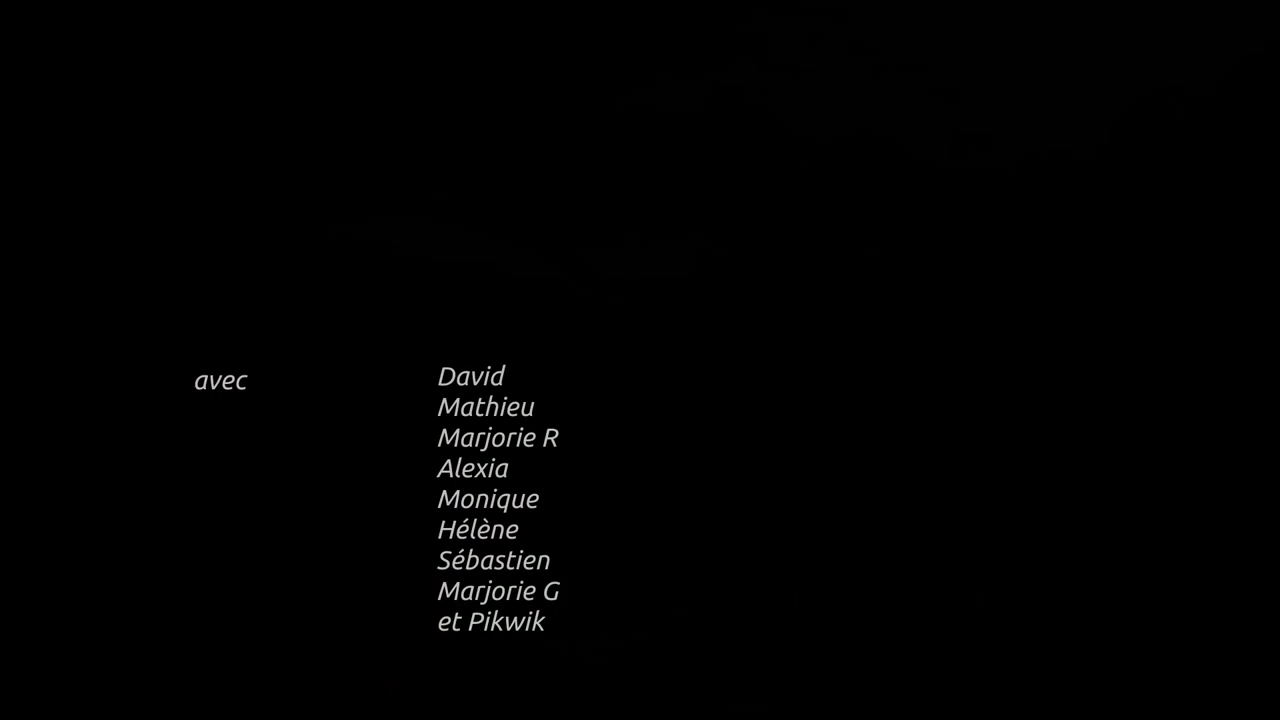 avec
David
Mathieu
Marjorie R
Alexia
Monique
Hélène
Sébastien
Marjorie G
et Pikwik